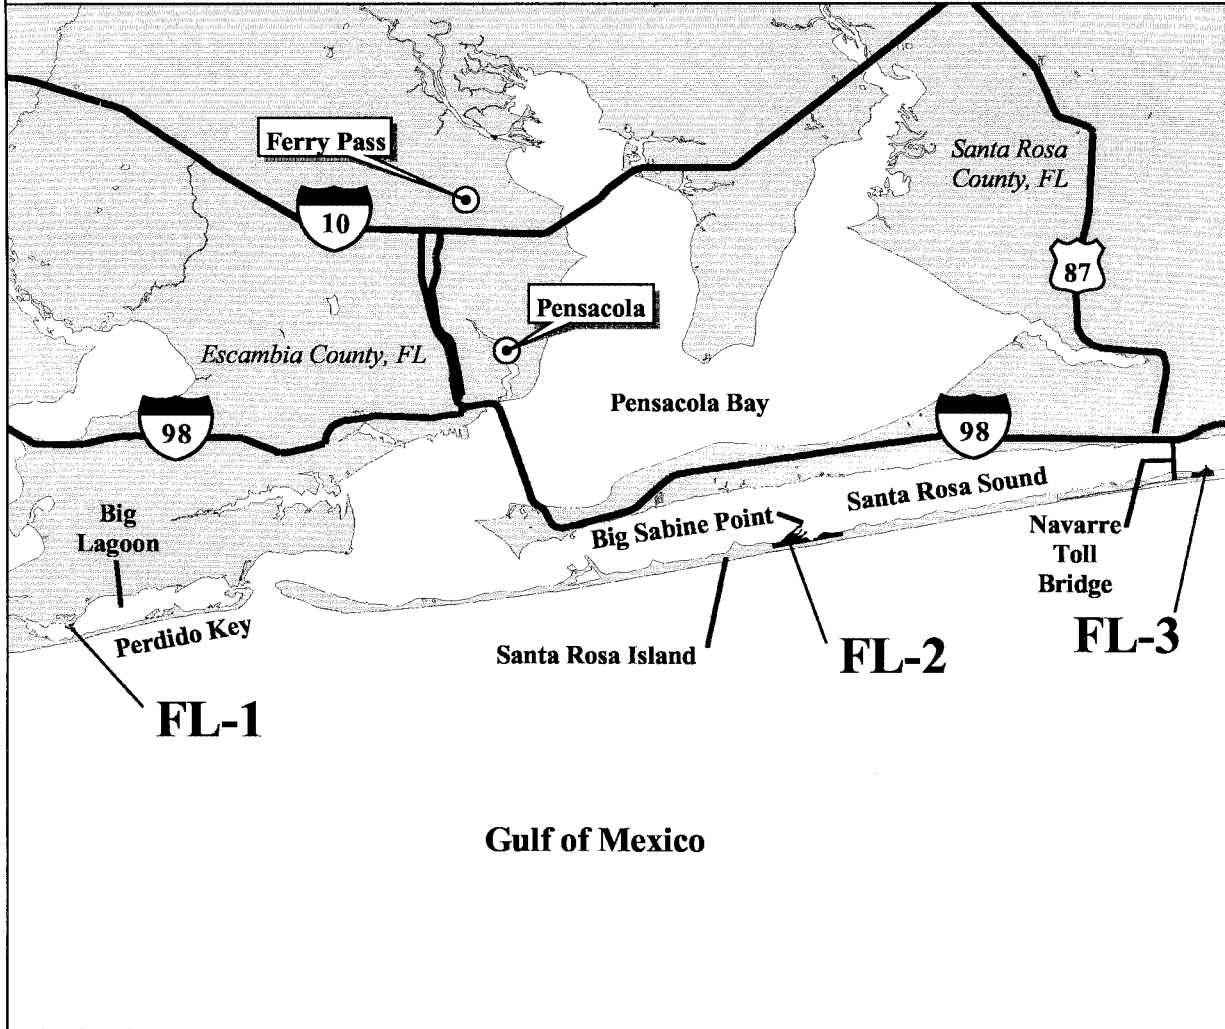 Ferry Pass
Santa Rosa
County, FL
10
87
Pensacola
Escambia County, FL
Pensacola Bay
98
98
Santa Rosa Sound
Big
Lagoon
Big Sabine Point
Navarre
Toll
Bridge
Perdido Key
Santa Rosa Island
FL-2
FL-3
FL-1
Gulf of Mexico